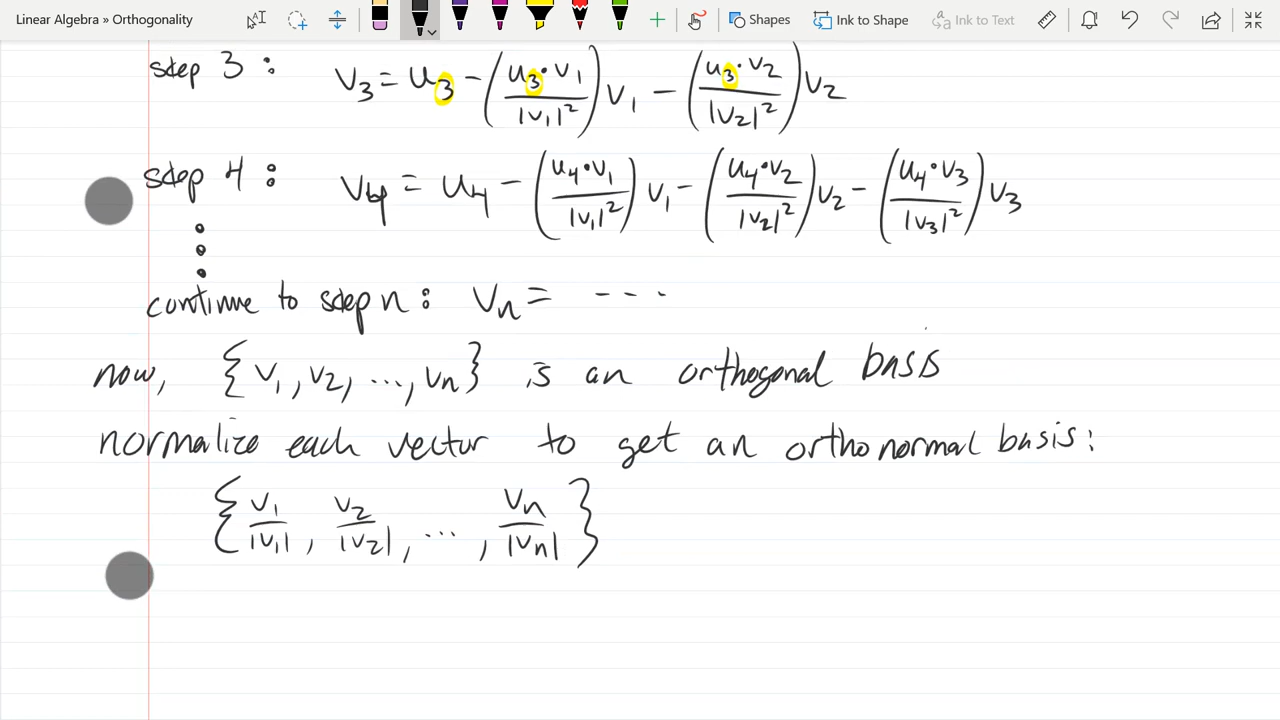 Linear Algebra » Orthogonality
Shapes
Ink to Shape
Ink to Text
step 3 : v₃ = u₃ - (u₃·v₁ / |v₁|²) v₁ - (u₃·v₂ / |v₂|²) v₂
step 4 : v₄ = u₄ - (u₄·v₁ / |v₁|²) v₁ - (u₄·v₂ / |v₂|²) v₂ - (u₄·v₃ / |v₃|²) v₃
⋮
continue to step n : vₙ = - - -
now, {v₁, v₂, ..., vₙ} is an orthogonal basis
normalize each vector to get an orthonormal basis:
{v₁/|v₁|, v₂/|v₂|, ..., vₙ/|vₙ|}